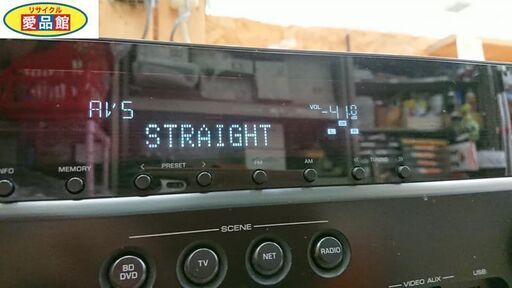 リサイクル
愛品館
AV5
VOL. -41.0
STRAIGHT
INFO
MEMORY
PRESET
FM
AM
TUNING
SCENE
BD
DVD
TV
NET
RADIO
VIDEO AUX
USB